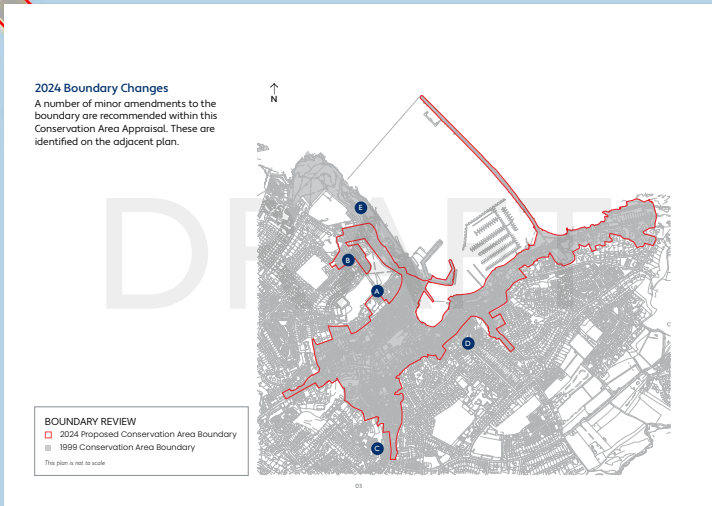 2024 Boundary Changes
A number of minor amendments to the
boundary are recommended within this
Conservation Area Appraisal. These are
identified on the adjacent plan.
N
DRAFT
E
B
A
D
C
BOUNDARY REVIEW
2024 Proposed Conservation Area Boundary
1999 Conservation Area Boundary
This plan is not to scale
03